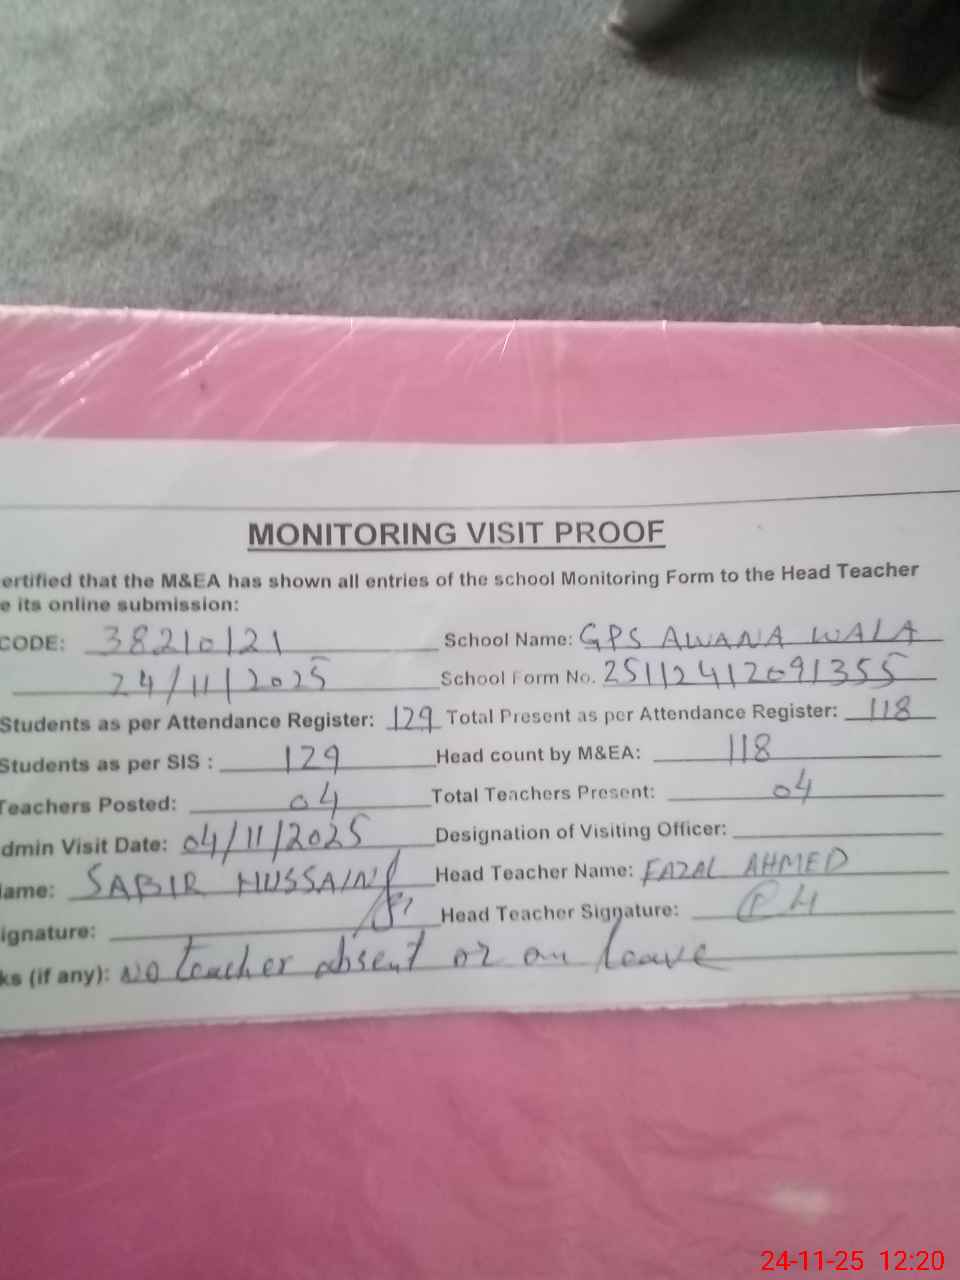 MONITORING VISIT PROOF
ertified that the M&EA has shown all entries of the school Monitoring Form to the Head Teacher
e its online submission:
CODE: 38210121 School Name: GPS AWANA WALA
24/11/2025 School Form No. 25112412091355
Students as per Attendance Register: 129 Total Present as per Attendance Register: 118
Students as per SIS : 129 Head count by M&EA: 118
Teachers Posted: 04 Total Teachers Present: 04
dmin Visit Date: 04/11/2025 Designation of Visiting Officer:
lame: SABIR HUSSAIN Head Teacher Name: FAZAL AHMED
ignature: Head Teacher Signature:
ks (if any): No teacher absent or on leave
24-11-25 12:20